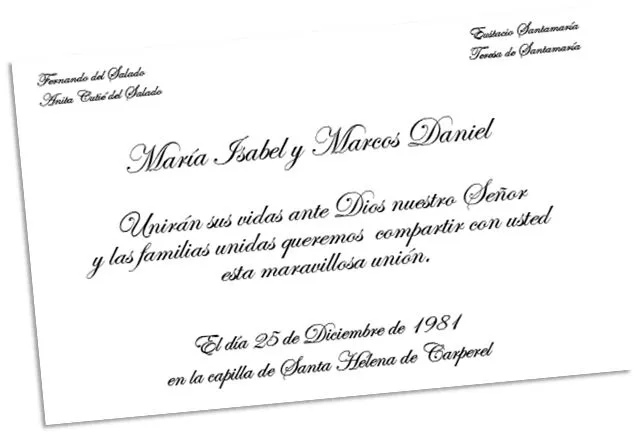 Fernando del Salado
Anita Cutié del Salado
Eustacio Santamaría
Teresa de Santamaría
María Isabel y Marcos Daniel
Unirán sus vidas ante Dios nuestro Señor
y las familias unidas queremos compartir con usted
esta maravillosa unión.
El día 25 de Diciembre de 1981
en la capilla de Santa Helena de Carperel